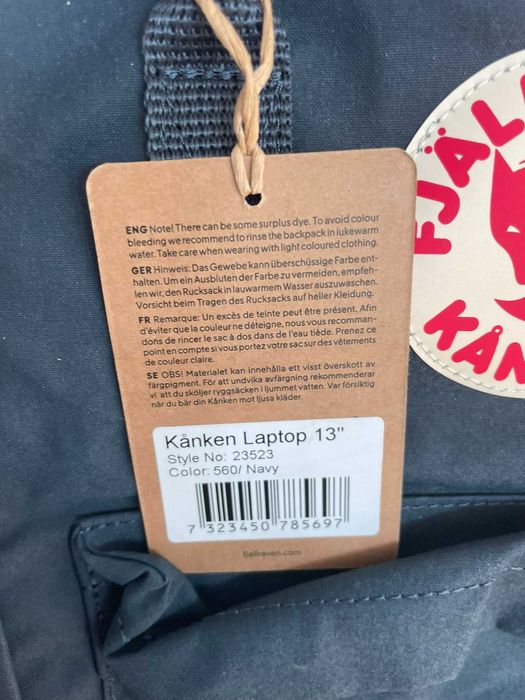 FJÄLL
KÅN
ENG Note! There can be some surplus dye. To avoid colour
bleeding we recommend to rinse the backpack in lukewarm
water. Take care when wearing with light coloured clothing.
GER Hinweis: Das Gewebe kann überschüssige Farbe ent-
halten. Um ein Ausbluten der Farbe zu vermeiden, empfeh-
len wir, den Rucksack in lauwarmem Wasser auszuwaschen.
Vorsicht beim Tragen des Rucksacks auf heller Kleidung.
FR Remarque: Un excès de teinte peut être présent. Afin
d'éviter que la couleur ne déteigne, nous vous recomman-
dons de rincer le sac à dos dans de l'eau tiède. Prenez ce
point en compte si vous portez votre sac sur des vêtements
de couleur claire.
SE OBS! Materialet kan innehålla ett visst överskott av
färgpigment. För att undvika avfärgning rekommenderar
vi att du sköljer ryggsäcken i ljummet vatten. Var försiktig
när du bär din Kånken mot ljusa kläder.
Kånken Laptop 13"
Style No: 23523
Color: 560/ Navy
7 323450 785697
fjallraven.com